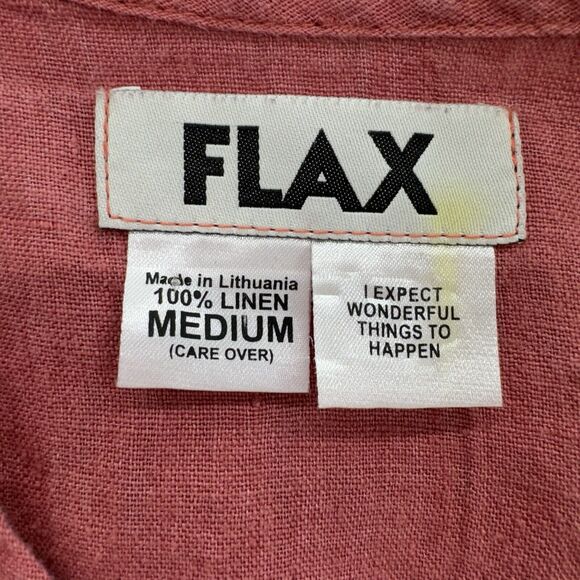 FLAX
Made in Lithuania
100% LINEN
MEDIUM
(CARE OVER)
I EXPECT
WONDERFUL
THINGS TO
HAPPEN